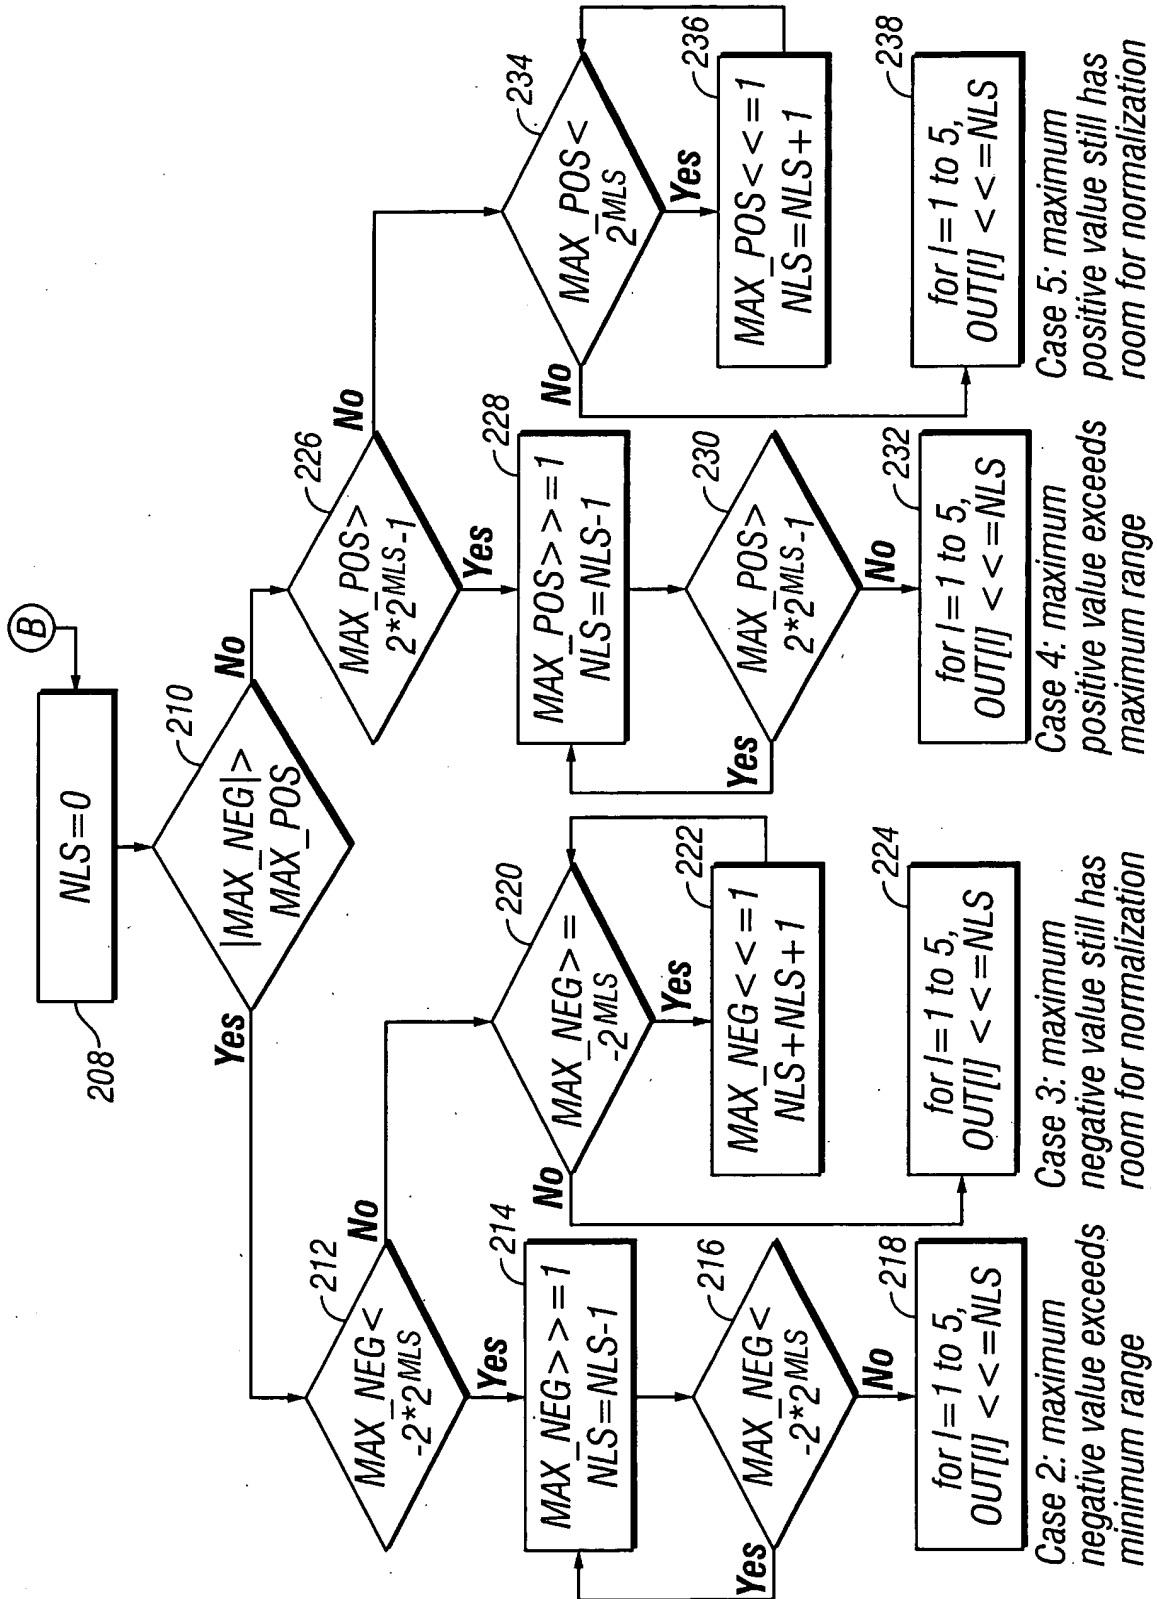 B
NLS=0
208
210
|MAX_NEG|>
MAX_POS
Yes
No
212
MAX_NEG<
-2*2^MLS
No
Yes
214
MAX_NEG>>=1
NLS=NLS-1
216
MAX_NEG<
-2*2^MLS
Yes
No
218
for I=1 to 5,
OUT[I] <<=NLS
Case 2: maximum
negative value exceeds
minimum range
220
MAX_NEG>=
-2^MLS
No
Yes
222
MAX_NEG<<=1
NLS+NLS+1
224
for I=1 to 5,
OUT[I] <<=NLS
Case 3: maximum
negative value still has
room for normalization
226
MAX_POS>
2*2^MLS-1
No
Yes
228
MAX_POS>>=1
NLS=NLS-1
230
MAX_POS>
2*2^MLS-1
Yes
No
232
for I=1 to 5,
OUT[I] <<=NLS
Case 4: maximum
positive value exceeds
maximum range
234
MAX_POS<
2^MLS
No
Yes
236
MAX_POS<<=1
NLS=NLS+1
238
for I=1 to 5,
OUT[I] <<=NLS
Case 5: maximum
positive value still has
room for normalization